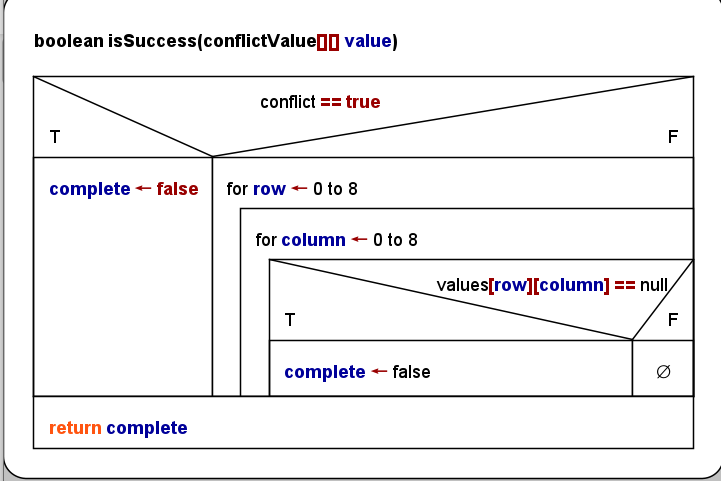 boolean isSuccess(conflictValue[][] value)
conflict == true
T F
complete ← false
for row ← 0 to 8
for column ← 0 to 8
values[row][column] == null
T F
complete ← false
∅
return complete